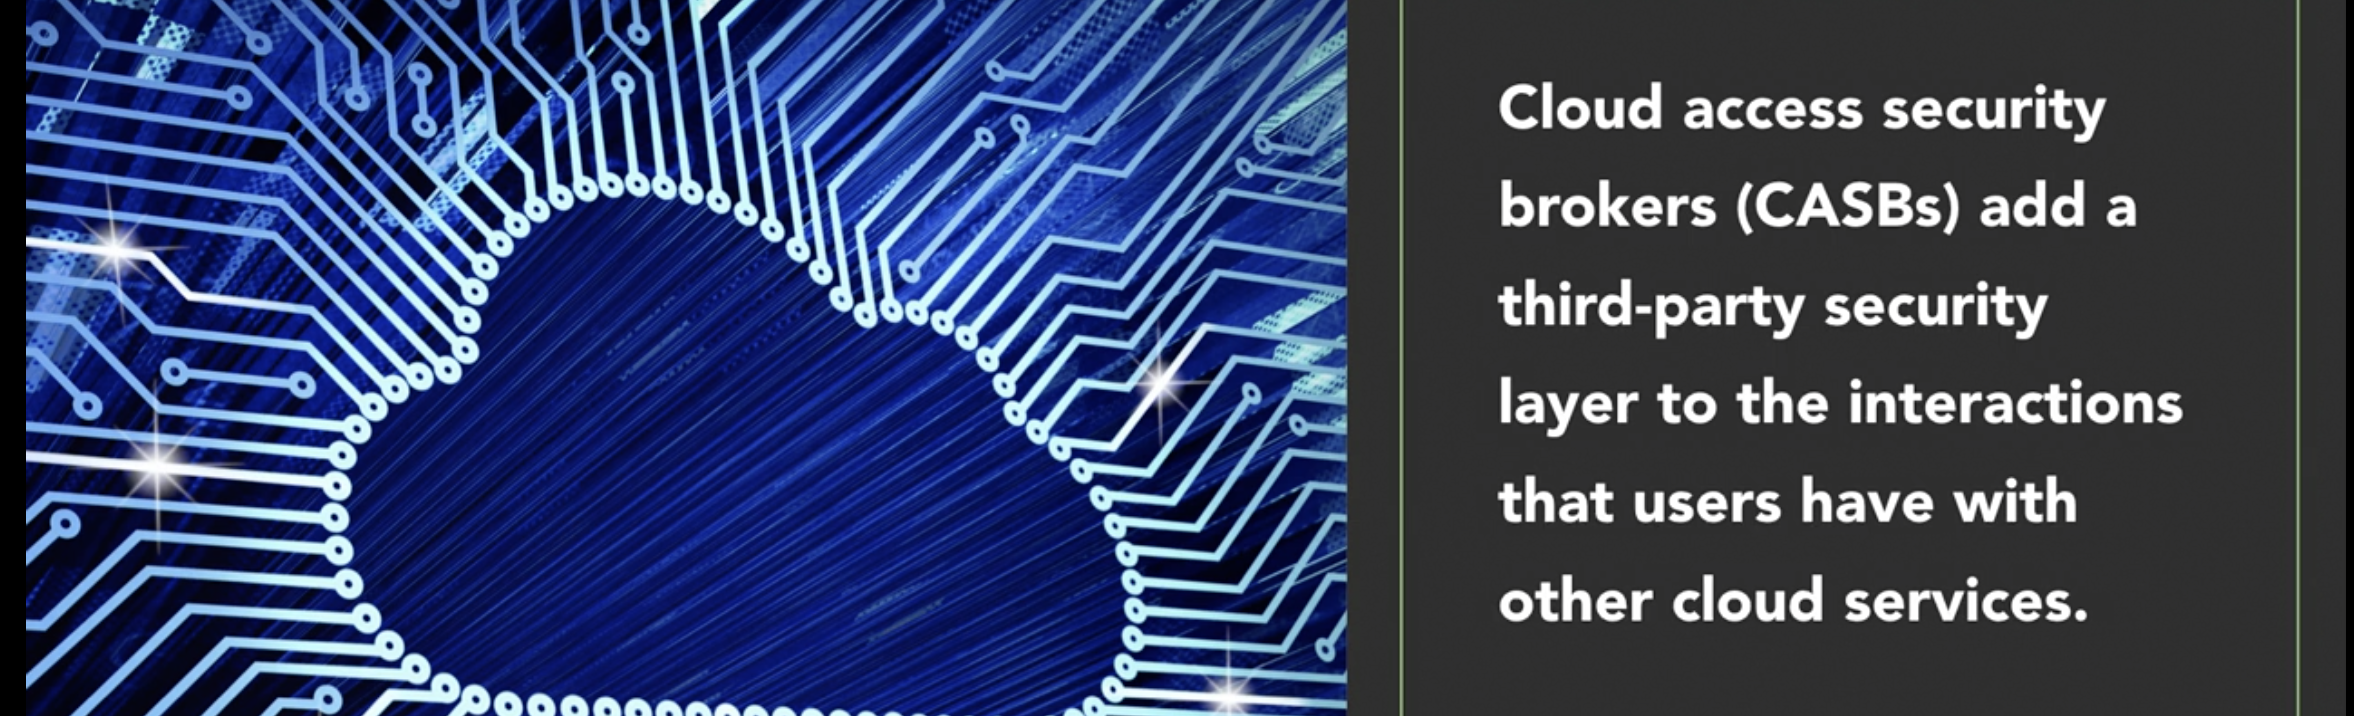 Cloud access security
brokers (CASBs) add a
third-party security
layer to the interactions
that users have with
other cloud services.